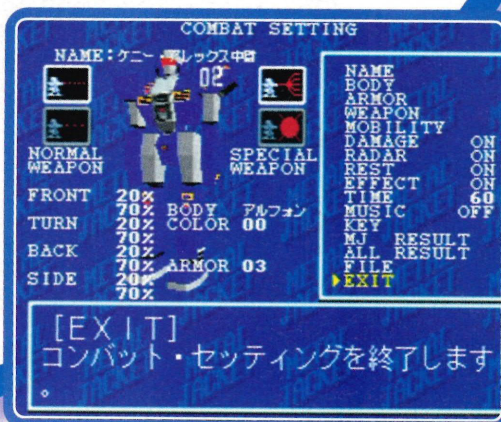 COMBAT SETTING
NAME:ケニー レックス中
02
NORMAL
WEAPON
SPECIAL
WEAPON
FRONT 20%
70%
TURN 20%
70%
BACK 20%
70%
SIDE 20%
70%
BODY アルフォン
COLOR 00
ARMOR 03
NAME
BODY
ARMOR
WEAPON
MOBILITY
DAMAGE ON
RADAR ON
REST ON
EFFECT ON
TIME 60
MUSIC OFF
KEY
MJ RESULT
ALL RESULT
FILE
▶EXIT
[EXIT]
コンバット・セッティングを終了します
。
METAL JACKET